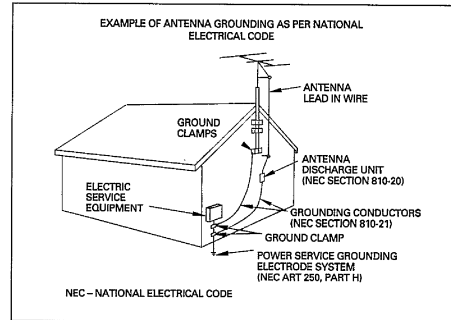 EXAMPLE OF ANTENNA GROUNDING AS PER NATIONAL
ELECTRICAL CODE
ANTENNA
LEAD IN WIRE
GROUND
CLAMPS
ANTENNA
DISCHARGE UNIT
(NEC SECTION 810-20)
ELECTRIC
SERVICE
EQUIPMENT
GROUNDING CONDUCTORS
(NEC SECTION 810-21)
GROUND CLAMP
POWER SERVICE GROUNDING
ELECTRODE SYSTEM
(NEC ART 250, PART H)
NEC – NATIONAL ELECTRICAL CODE